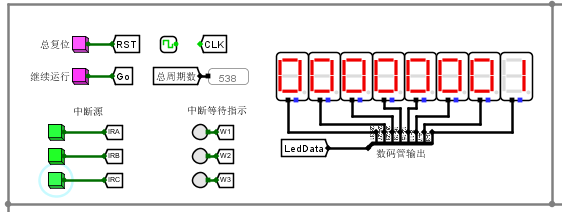 总复位 RST CLK
继续运行 Go 总周期数 538
中断源 中断等待指示
IRA W1
IRB W2
IRC W3
00000001
LedData
数码管输出